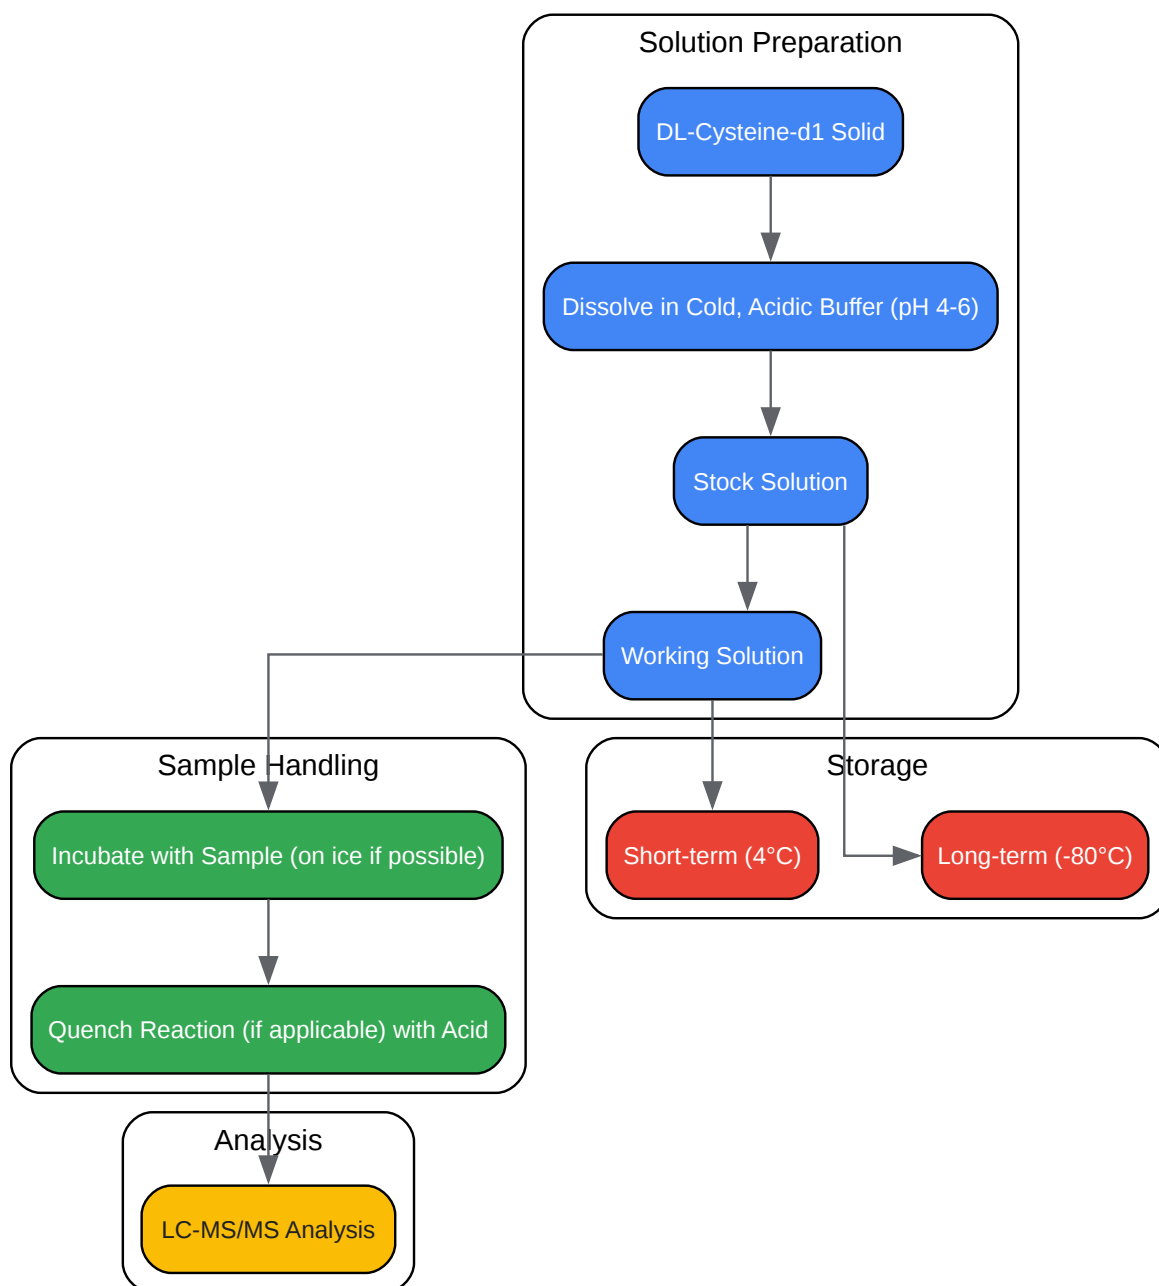 Solution Preparation
DL-Cysteine-d1 Solid
Dissolve in Cold, Acidic Buffer (pH 4-6)
Stock Solution
Working Solution
Sample Handling
Incubate with Sample (on ice if possible)
Quench Reaction (if applicable) with Acid
Storage
Short-term (4°C)
Long-term (-80°C)
Analysis
LC-MS/MS Analysis